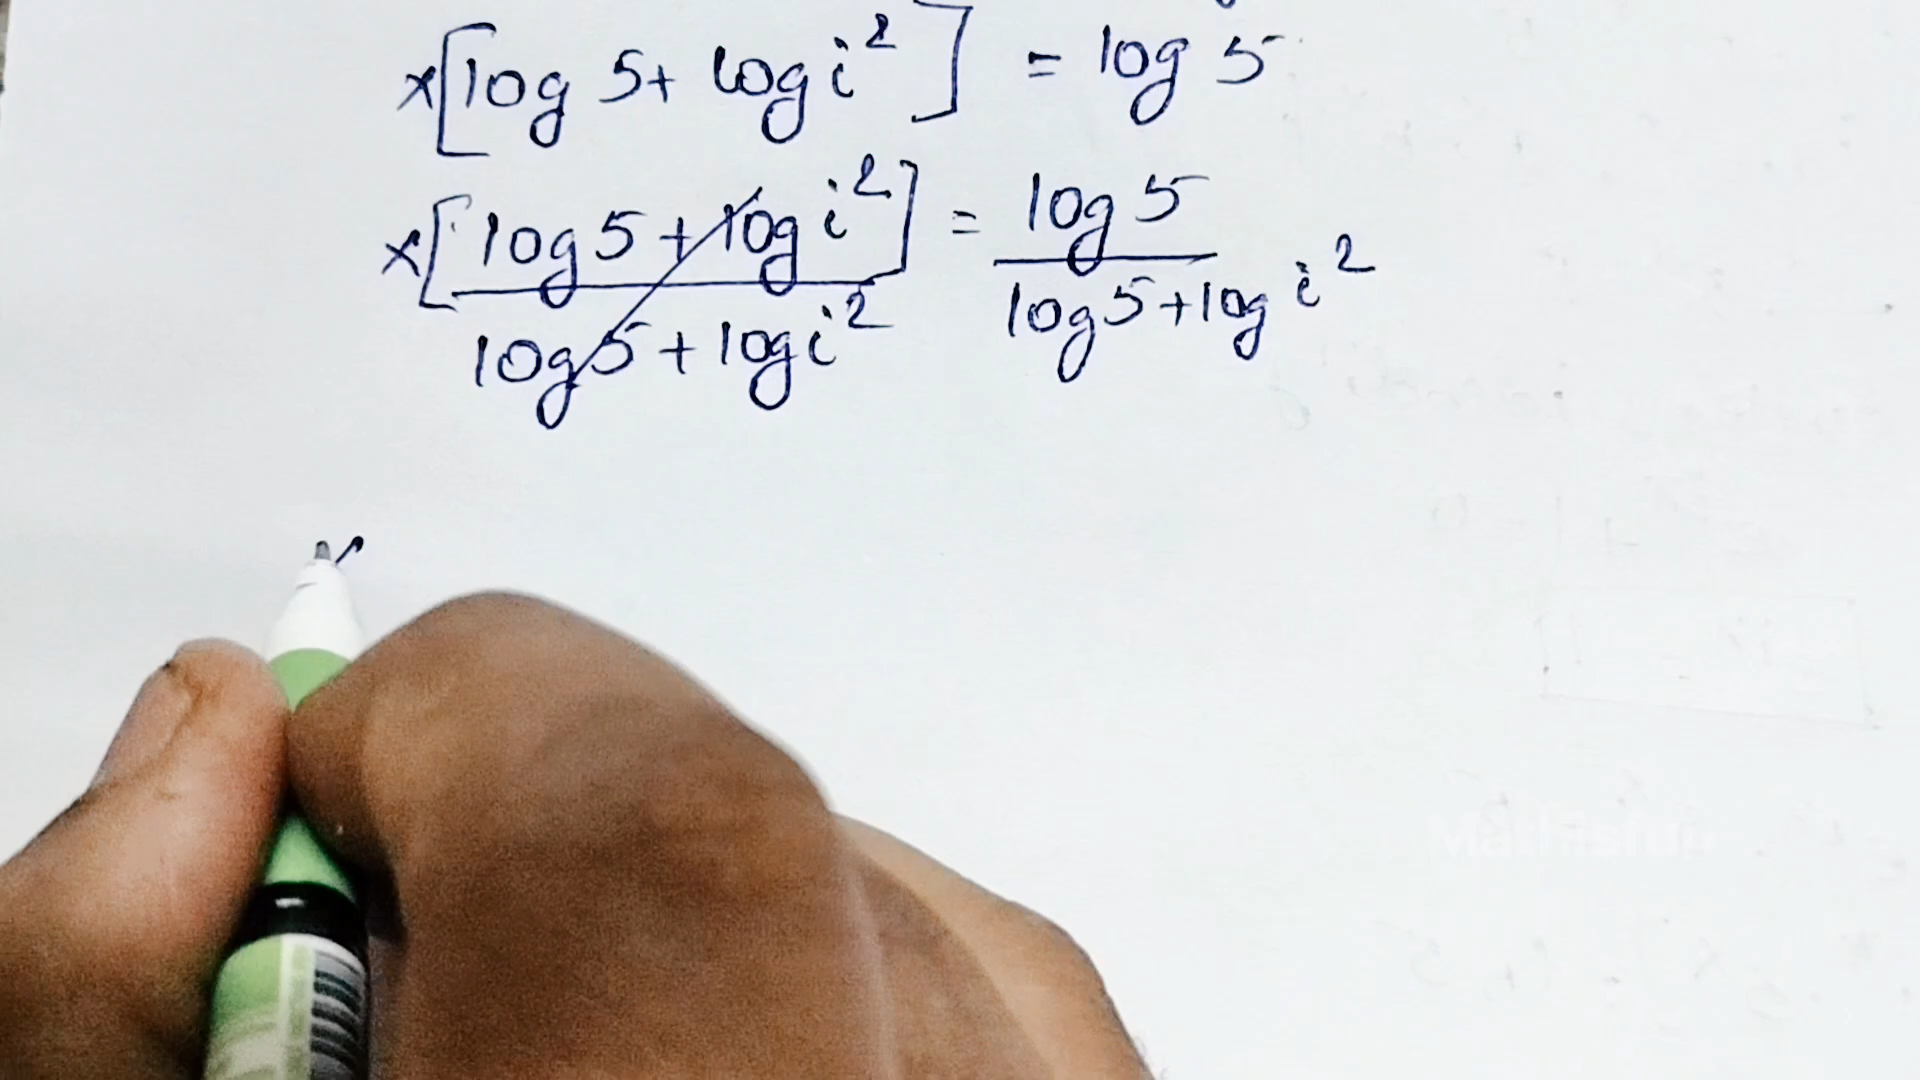 x[log 5 + log i²] = log 5
x[log 5 + log i²] / log 5 + log i² = log 5 / log 5 + log i²